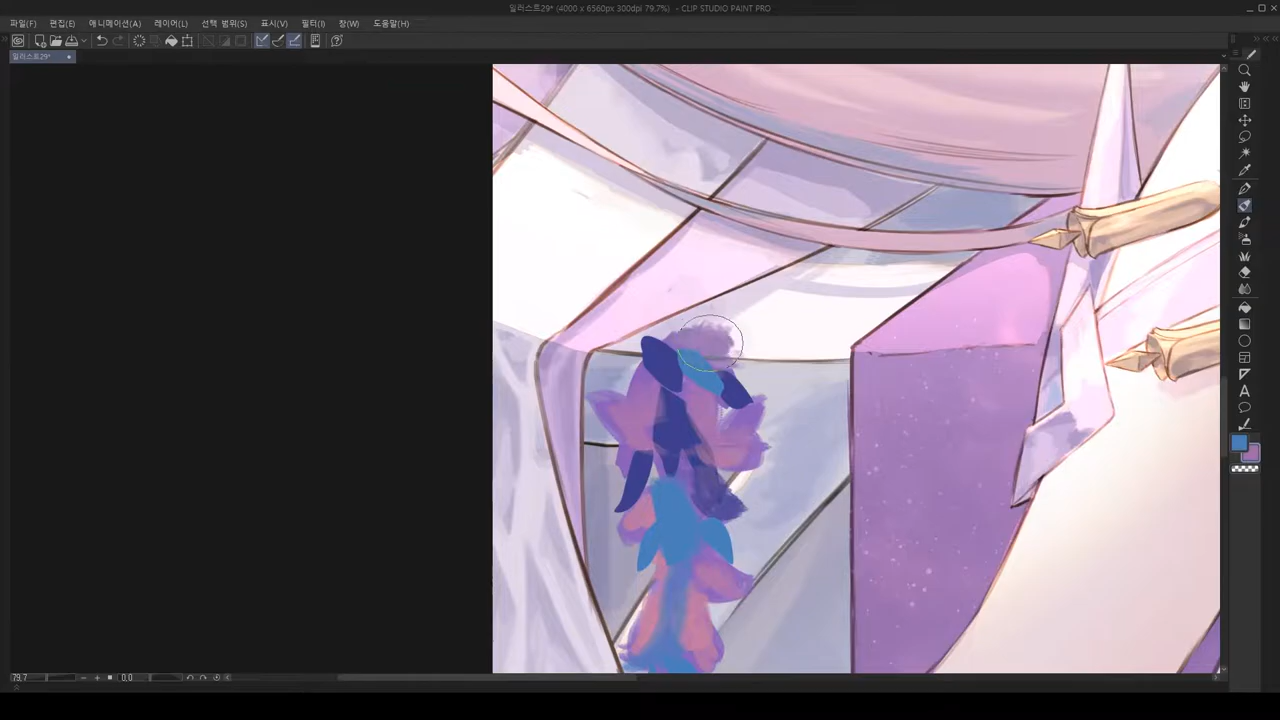 일러스트29* (4000 x 6560px 300dpi 79.7%) - CLIP STUDIO PAINT PRO
파일(F) 편집(E) 애니메이션(A) 레이어(L) 선택 범위(S) 표시(V) 필터(I) 창(W) 도움말(H)
일러스트29*
79.7 0.0